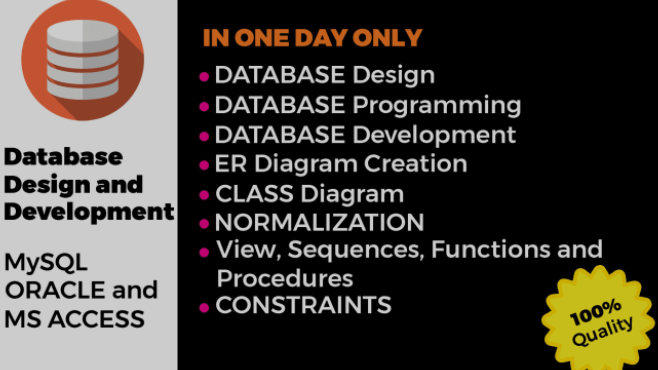 Database
Design and
Development
MySQL
ORACLE and
MS ACCESS
IN ONE DAY ONLY
DATABASE Design
DATABASE Programming
DATABASE Development
ER Diagram Creation
CLASS Diagram
NORMALIZATION
View, Sequences, Functions and
Procedures
CONSTRAINTS
100%
Quality